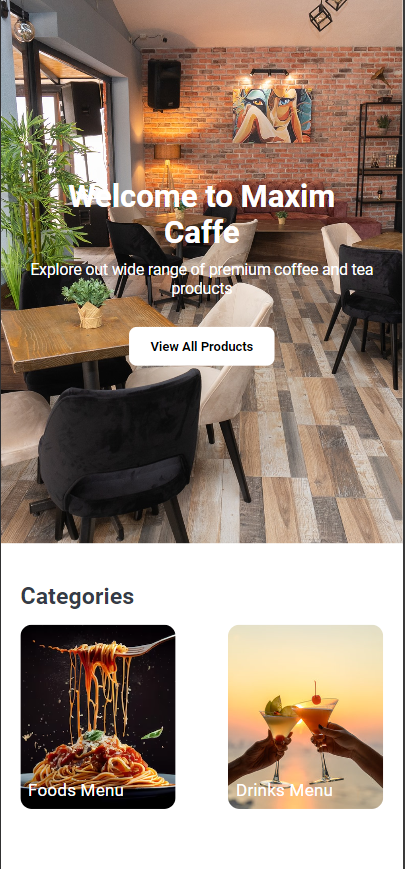 Welcome to Maxim
Caffe
Explore out wide range of premium coffee and tea
products
View All Products
Categories
Foods Menu
Drinks Menu